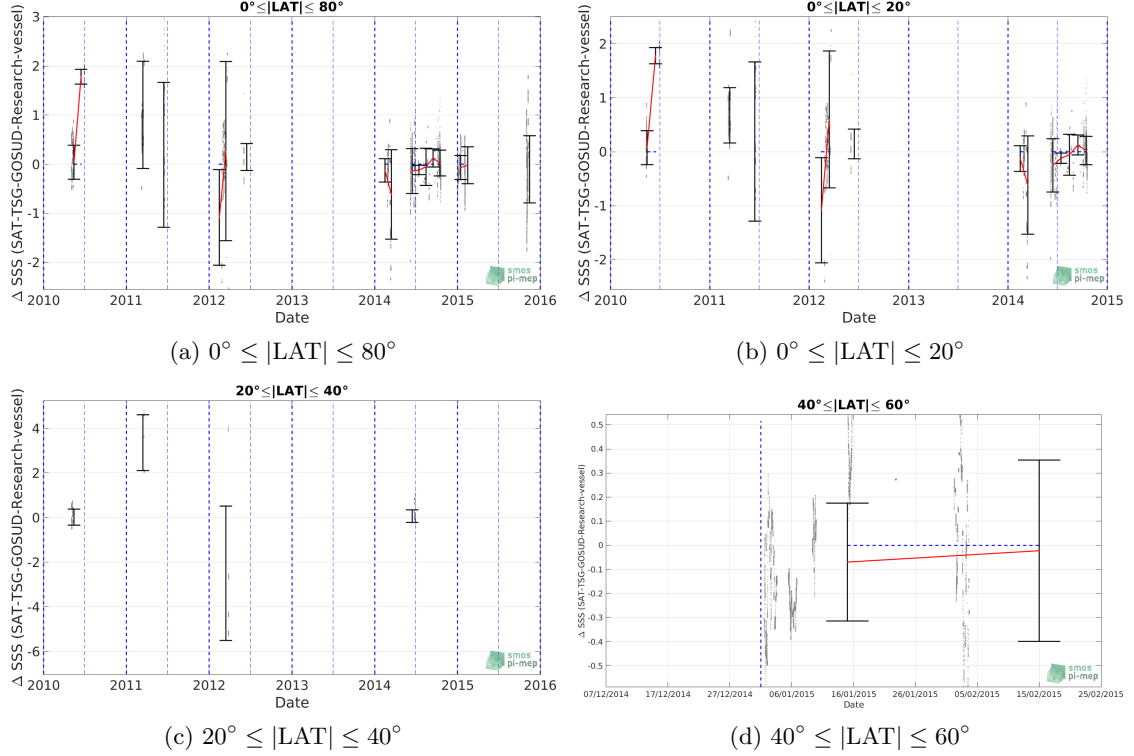 0°≤|LAT|≤ 80°
Δ SSS (SAT-TSG-GOSUD-Research-vessel)
3
2
1
0
-1
-2
2010 2011 2012 2013 2014 2015 2016
Date
smos
pi-mep
(a) 0° ≤ |LAT| ≤ 80°
0°≤|LAT|≤ 20°
Δ SSS (SAT-TSG-GOSUD-Research-vessel)
2
1
0
-1
-2
2010 2011 2012 2013 2014 2015
Date
smos
pi-mep
(b) 0° ≤ |LAT| ≤ 20°
20°≤|LAT|≤ 40°
Δ SSS (SAT-TSG-GOSUD-Research-vessel)
4
2
0
-2
-4
-6
2010 2011 2012 2013 2014 2015 2016
Date
smos
pi-mep
(c) 20° ≤ |LAT| ≤ 40°
40°≤|LAT|≤ 60°
Δ SSS (SAT-TSG-GOSUD-Research-vessel)
0.5
0.4
0.3
0.2
0.1
0
-0.1
-0.2
-0.3
-0.4
-0.5
07/12/2014 17/12/2014 27/12/2014 06/01/2015 16/01/2015 26/01/2015 05/02/2015 15/02/2015 25/02/2015
Date
smos
pi-mep
(d) 40° ≤ |LAT| ≤ 60°